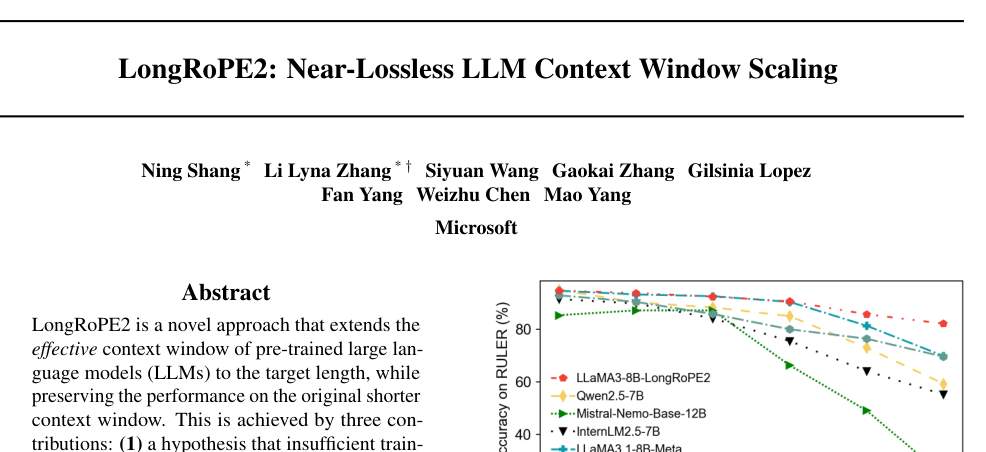 LongRoPE2: Near-Lossless LLM Context Window Scaling
Ning Shang * Li Lyna Zhang * † Siyuan Wang Gaokai Zhang Gilsinia Lopez
Fan Yang Weizhu Chen Mao Yang
Microsoft
Abstract
LongRoPE2 is a novel approach that extends the
effective context window of pre-trained large lan-
guage models (LLMs) to the target length, while
preserving the performance on the original shorter
context window. This is achieved by three con-
tributions: (1) a hypothesis that insufficient train-
ccuracy on RULER (%)
80
60
40
LLaMA3-8B-LongRoPE2
Qwen2.5-7B
Mistral-Nemo-Base-12B
InternLM2.5-7B
LLaMA3.1-8B-Meta